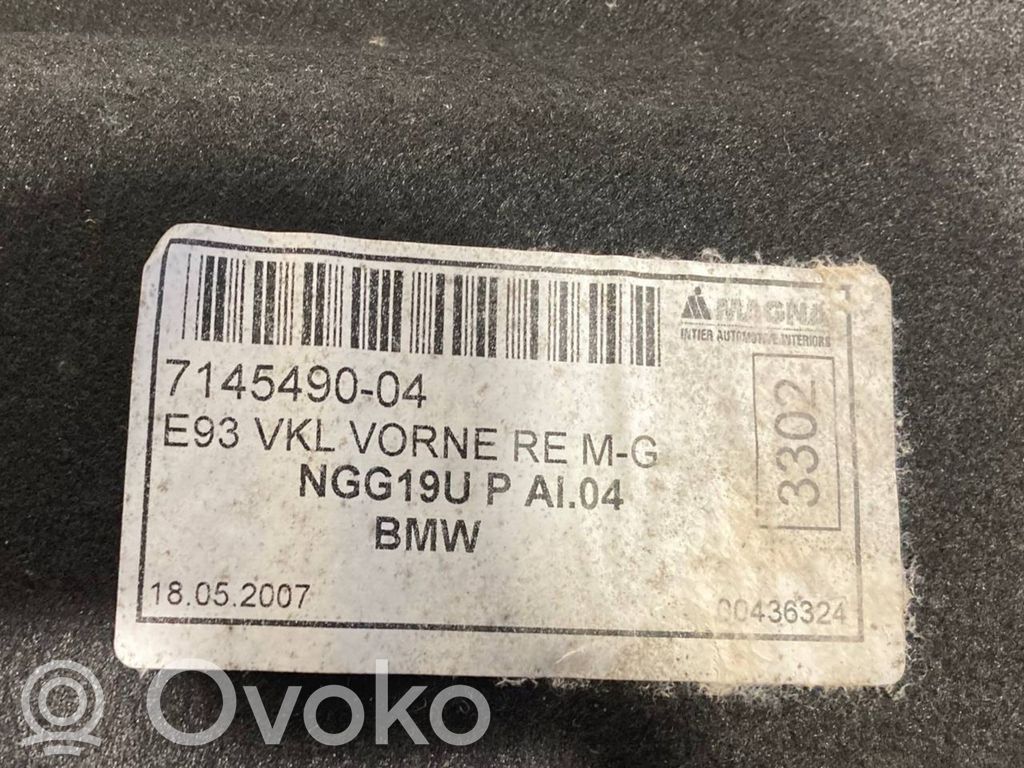 MAGNA
INTIER AUTOMOTIVE INTERIORS
7145490-04
E93 VKL VORNE RE M-G
NGG19U P AI.04
BMW
33302
18.05.2007
00436324
Ovoko